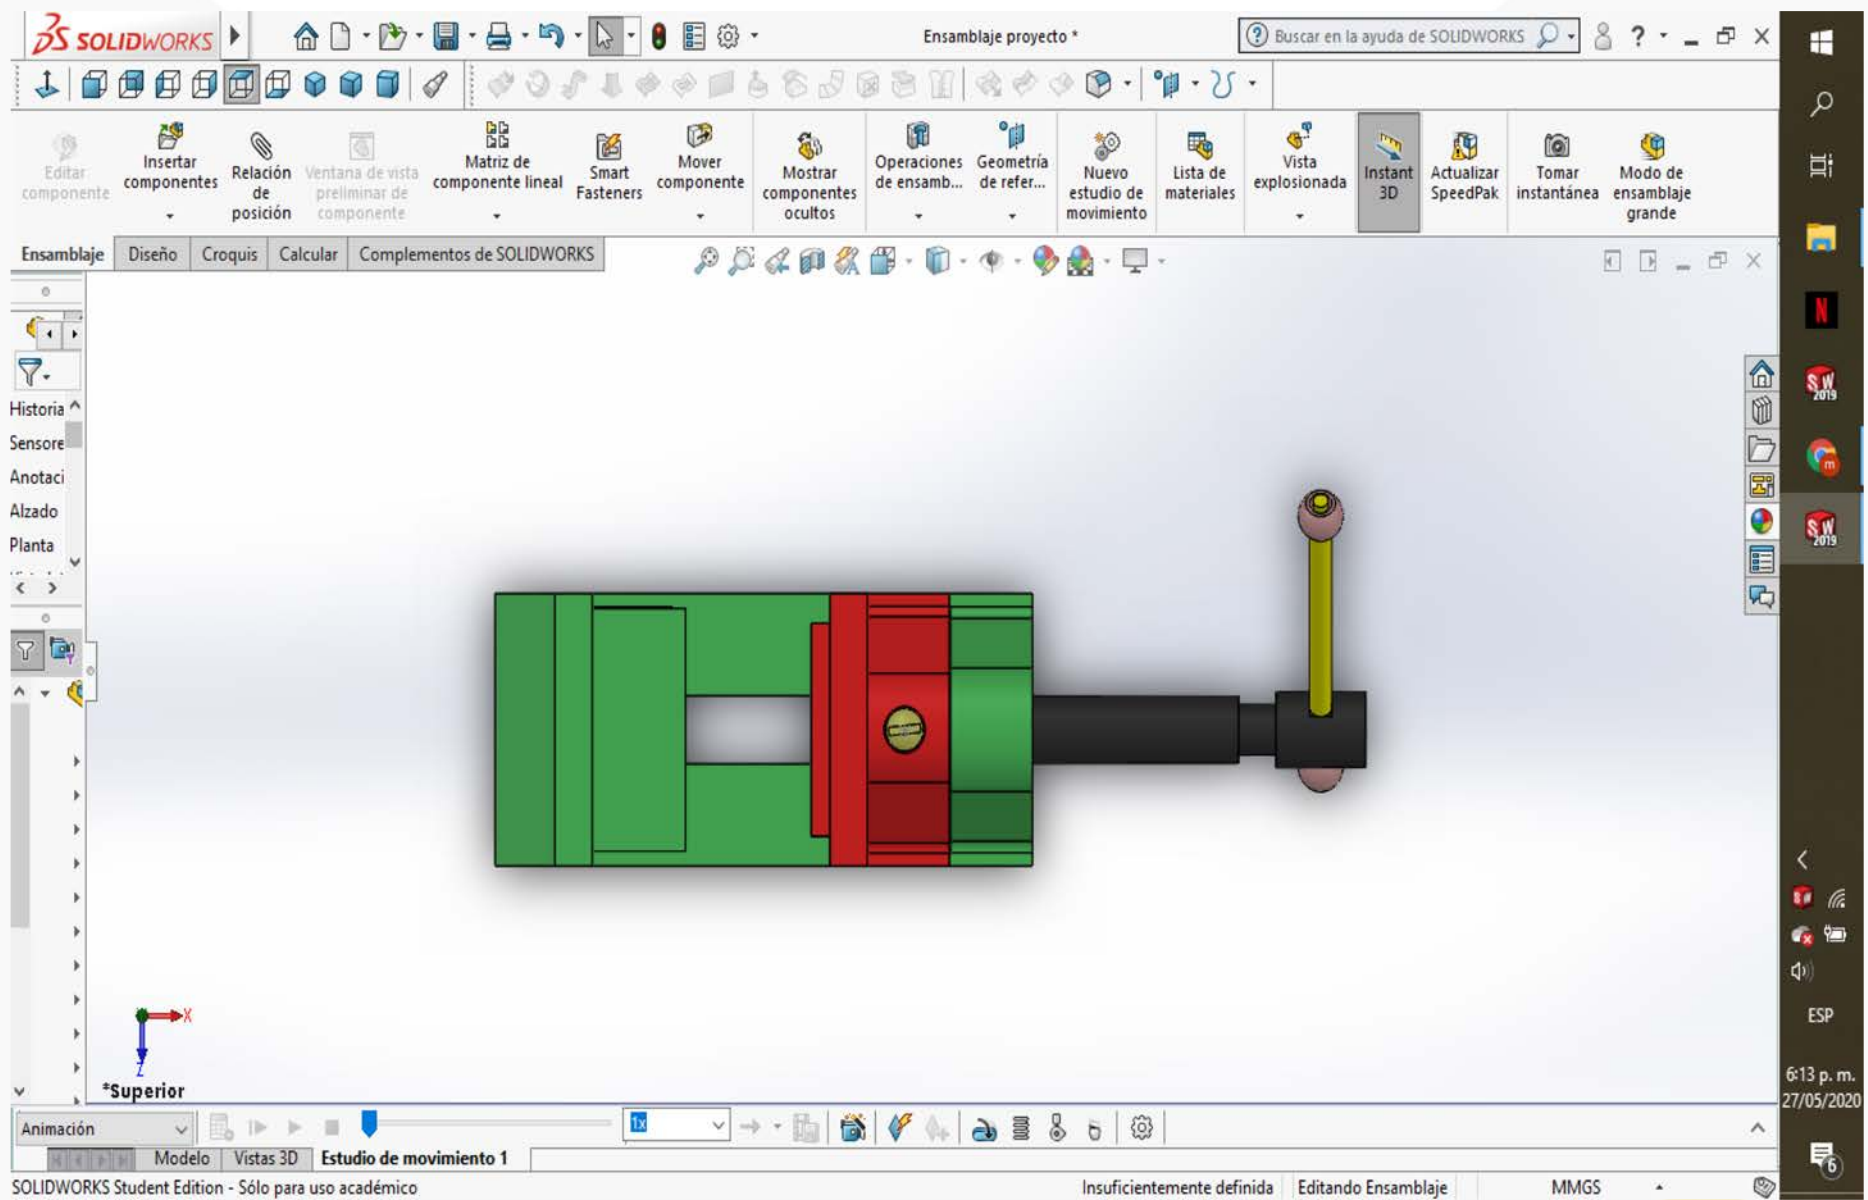 SOLIDWORKS
Ensamblaje proyecto *
Buscar en la ayuda de SOLIDWORKS
?
Editar
componente
Insertar
componentes
Relación
de
posición
Ventana de vista
preliminar de
componente
Matriz de
componente lineal
Smart
Fasteners
Mover
componente
Mostrar
componentes
ocultos
Operaciones
de ensamb...
Geometría
de refer...
Nuevo
estudio de
movimiento
Lista de
materiales
Vista
explosionada
Instant
3D
Actualizar
SpeedPak
Tomar
instantánea
Modo de
ensamblaje
grande
Ensamblaje
Diseño
Croquis
Calcular
Complementos de SOLIDWORKS
Historia
Sensore
Anotaci
Alzado
Planta
X
Z
*Superior
Animación
1x
Modelo
Vistas 3D
Estudio de movimiento 1
SOLIDWORKS Student Edition - Sólo para uso académico
Insuficientemente definida
Editando Ensamblaje
MMGS
N
SW
2019
m
SW
2019
ESP
6:13 p. m.
27/05/2020
6